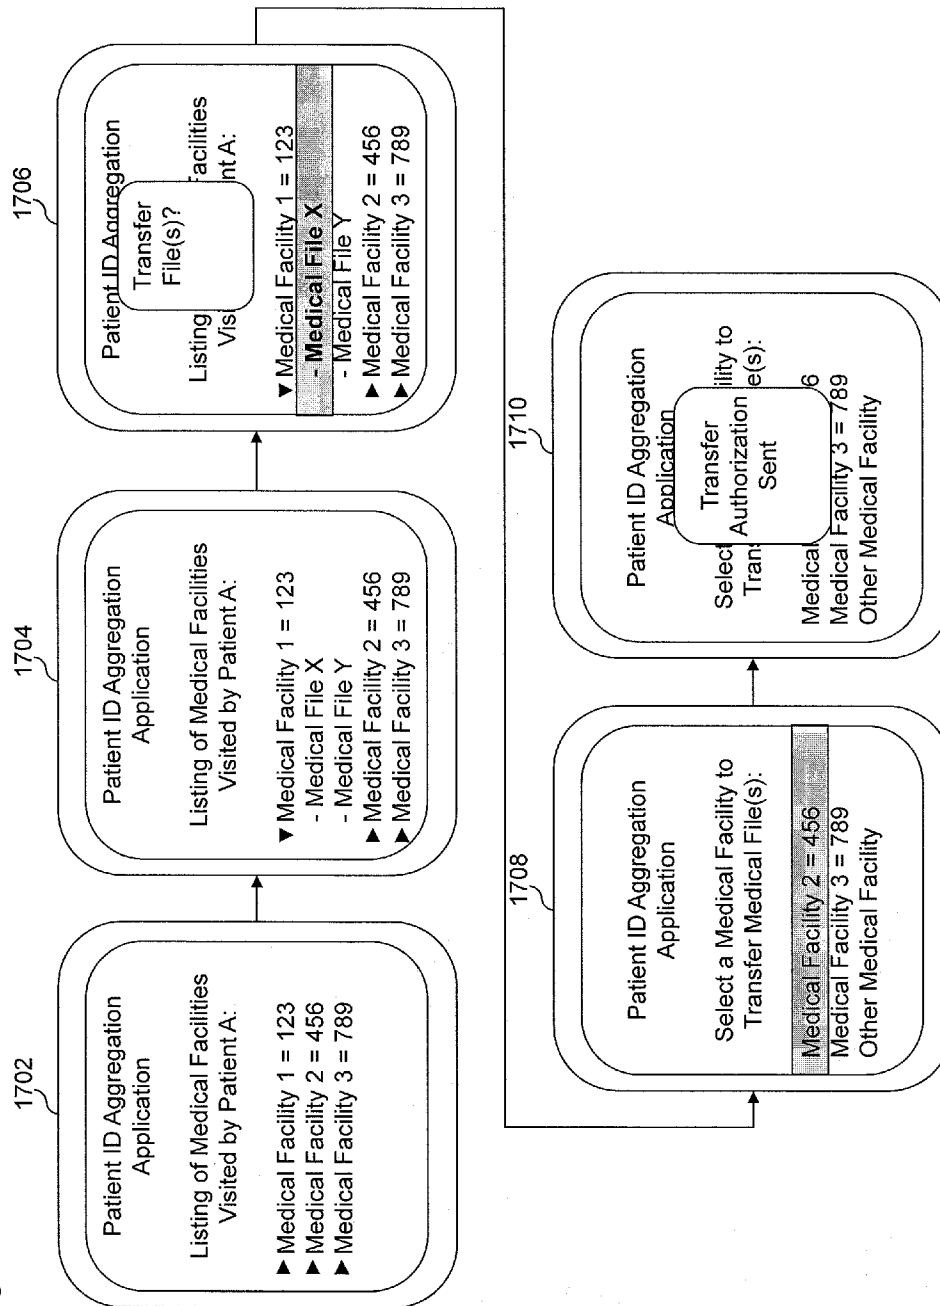 1702
Patient ID Aggregation
Application
Listing of Medical Facilities
Visited by Patient A:
▶ Medical Facility 1 = 123
▶ Medical Facility 2 = 456
▶ Medical Facility 3 = 789
1704
Patient ID Aggregation
Application
Listing of Medical Facilities
Visited by Patient A:
▼ Medical Facility 1 = 123
- Medical File X
- Medical File Y
▶ Medical Facility 2 = 456
▶ Medical Facility 3 = 789
1706
Patient ID Aggregation
Transfer
File(s)?
Listing Facilities
Visi nt A:
▼ Medical Facility 1 = 123
- Medical File X
- Medical File Y
▶ Medical Facility 2 = 456
▶ Medical Facility 3 = 789
1708
Patient ID Aggregation
Application
Select a Medical Facility to
Transfer Medical File(s):
Medical Facility 2 = 456
Medical Facility 3 = 789
Other Medical Facility
1710
Patient ID Aggregation
Application
Select ility to
Trans e(s):
Transfer
Authorization
Sent
Medical 6
Medical Facility 3 = 789
Other Medical Facility